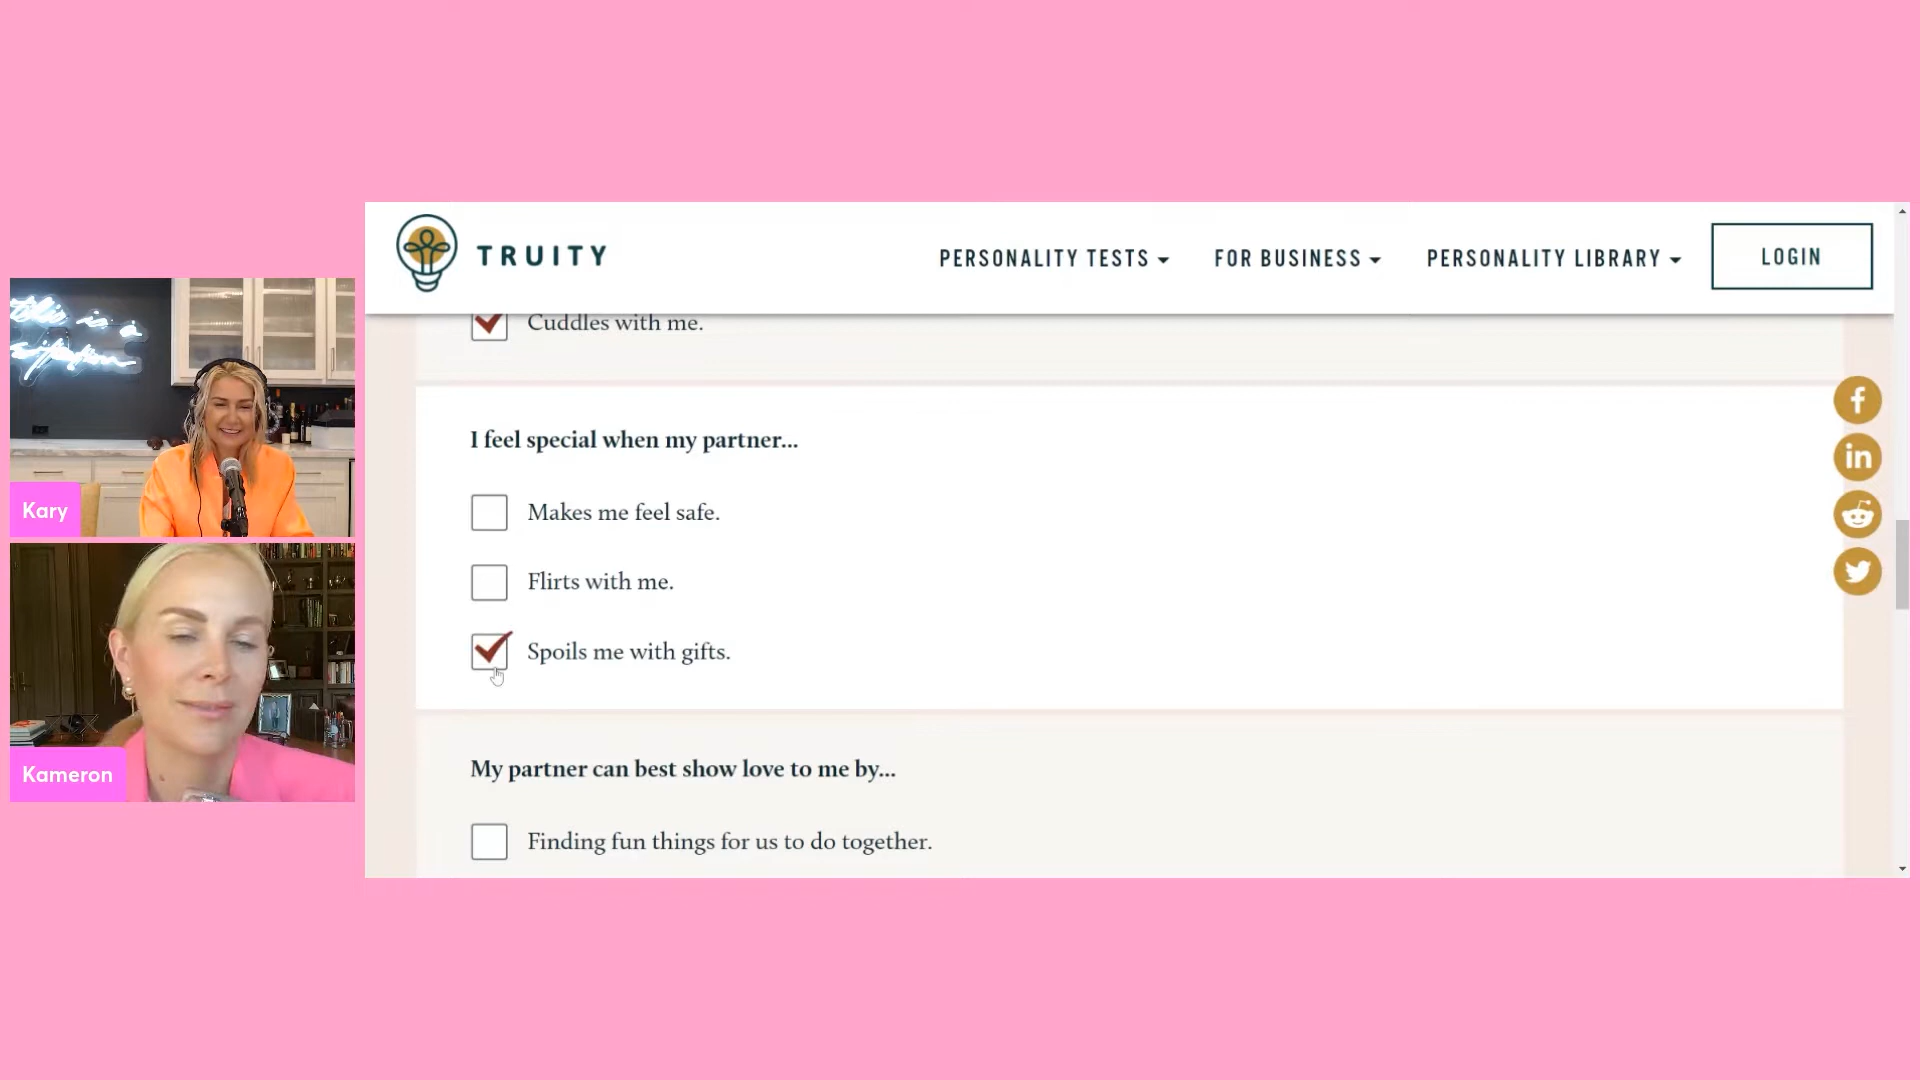 TRUITY
PERSONALITY TESTS
FOR BUSINESS
PERSONALITY LIBRARY
LOGIN
Cuddles with me.
I feel special when my partner...
Makes me feel safe.
Flirts with me.
Spoils me with gifts.
My partner can best show love to me by...
Finding fun things for us to do together.
this is a
Kary
Kameron